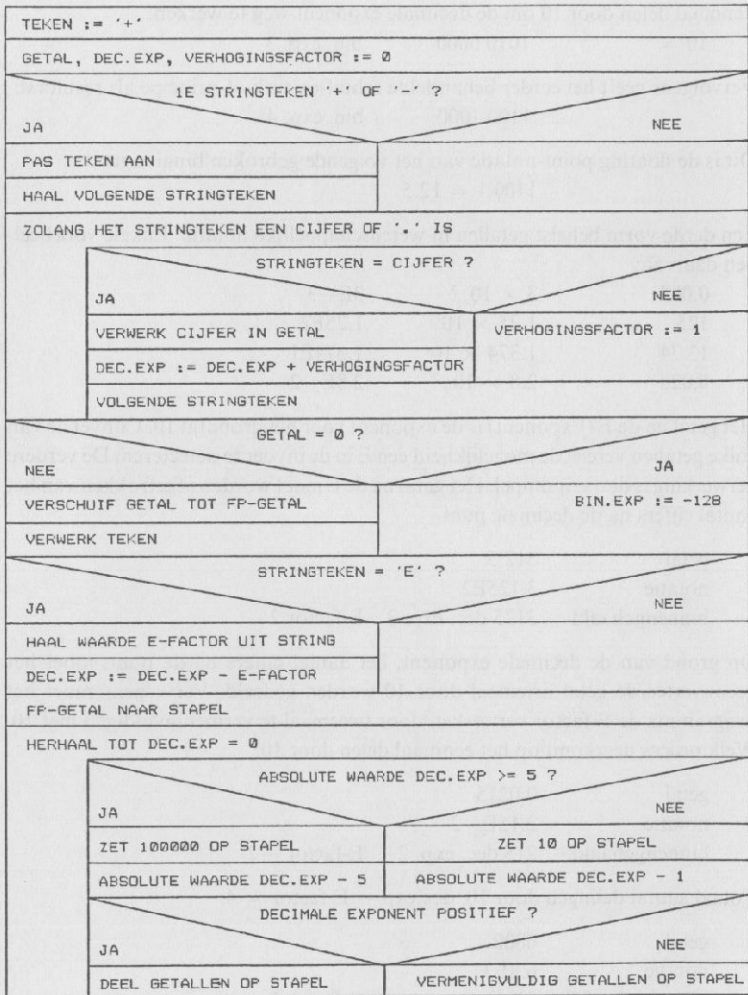 TEKEN := '+'
GETAL, DEC.EXP, VERHOGINGSFACTOR := 0
1E STRINGTEKEN '+' OF '-' ?
JA
NEE
PAS TEKEN AAN
HAAL VOLGENDE STRINGTEKEN
ZOLANG HET STRINGTEKEN EEN CIJFER OF '.' IS
STRINGTEKEN = CIJFER ?
JA
NEE
VERWERK CIJFER IN GETAL
VERHOGINGSFACTOR := 1
DEC.EXP := DEC.EXP + VERHOGINGSFACTOR
VOLGENDE STRINGTEKEN
GETAL = 0 ?
NEE
JA
VERSCHUIF GETAL TOT FF-GETAL
BIN.EXP := -128
VERWERK TEKEN
STRINGTEKEN = 'E' ?
JA
NEE
HAAL WAARDE E-FACTOR UIT STRING
DEC.EXP := DEC.EXP - E-FACTOR
FF-GETAL NAAR STAPEL
HERHAAL TOT DEC.EXP = 0
ABSOLUTE WAARDE DEC.EXP >= 5 ?
JA
NEE
ZET 100000 OP STAPEL
ZET 10 OP STAPEL
ABSOLUTE WAARDE DEC.EXP - 5
ABSOLUTE WAARDE DEC.EXP - 1
DECIMALE EXPONENT POSITIEF ?
JA
NEE
DEEL GETALLEN OP STAPEL
VERMENIGVULDIG GETALLEN OP STAPEL